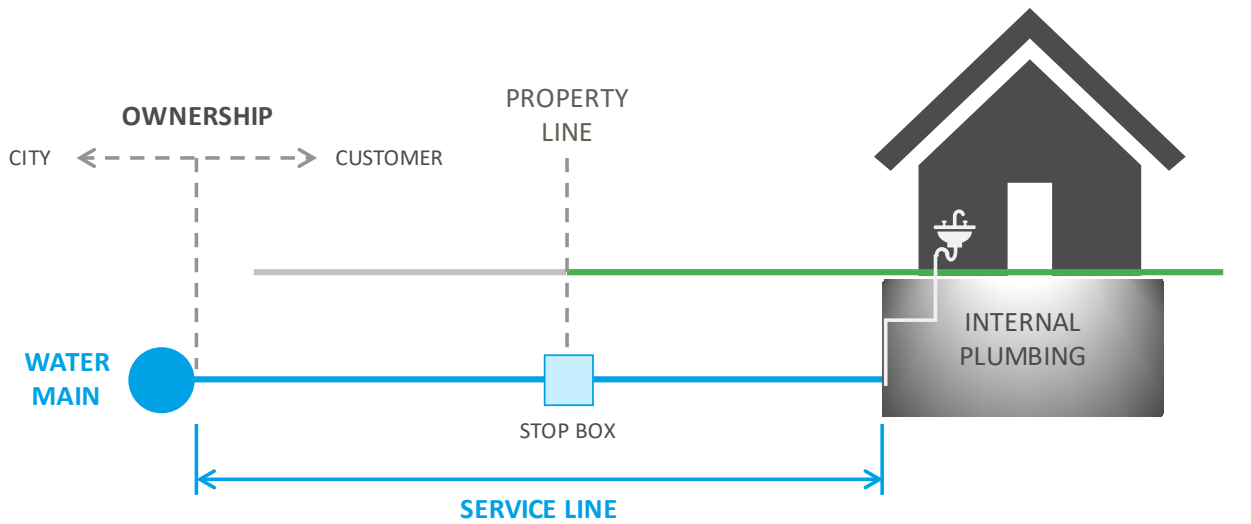 OWNERSHIP
CITY
CUSTOMER
PROPERTY
LINE
WATER
MAIN
STOP BOX
INTERNAL
PLUMBING
SERVICE LINE